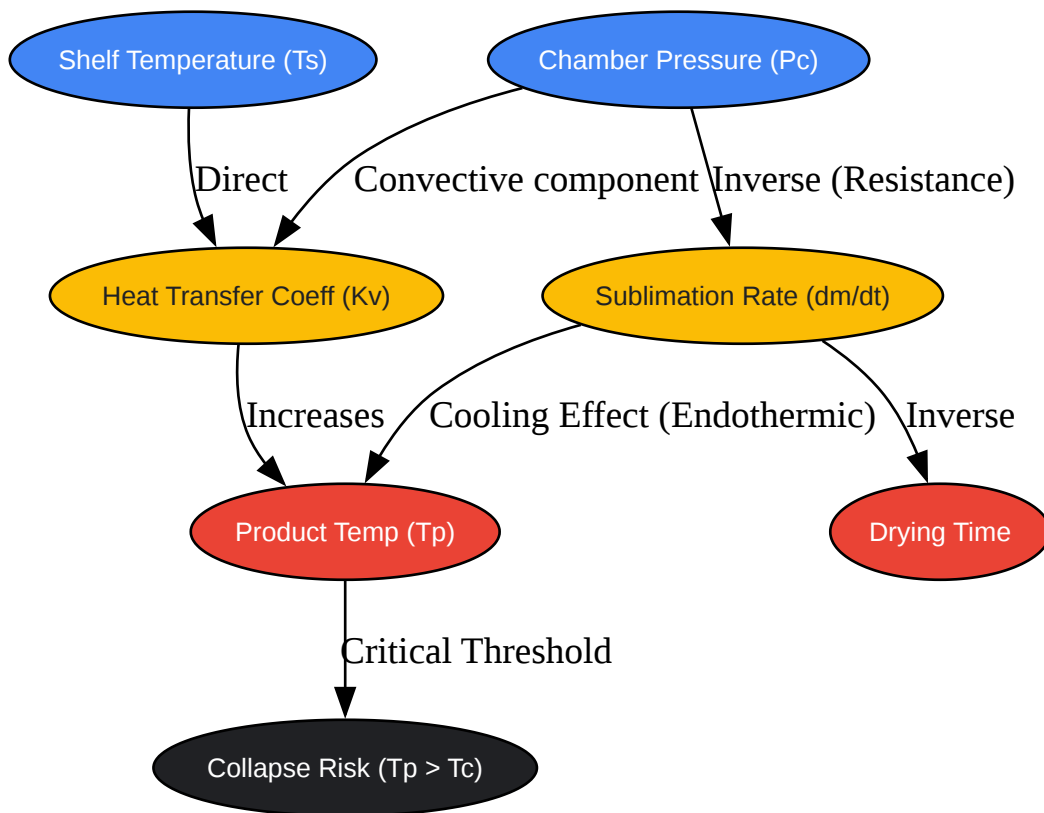 Shelf Temperature (Ts)
Chamber Pressure (Pc)
Direct
Convective component
Inverse (Resistance)
Heat Transfer Coeff (Kv)
Sublimation Rate (dm/dt)
Increases
Cooling Effect (Endothermic)
Inverse
Product Temp (Tp)
Drying Time
Critical Threshold
Collapse Risk (Tp > Tc)